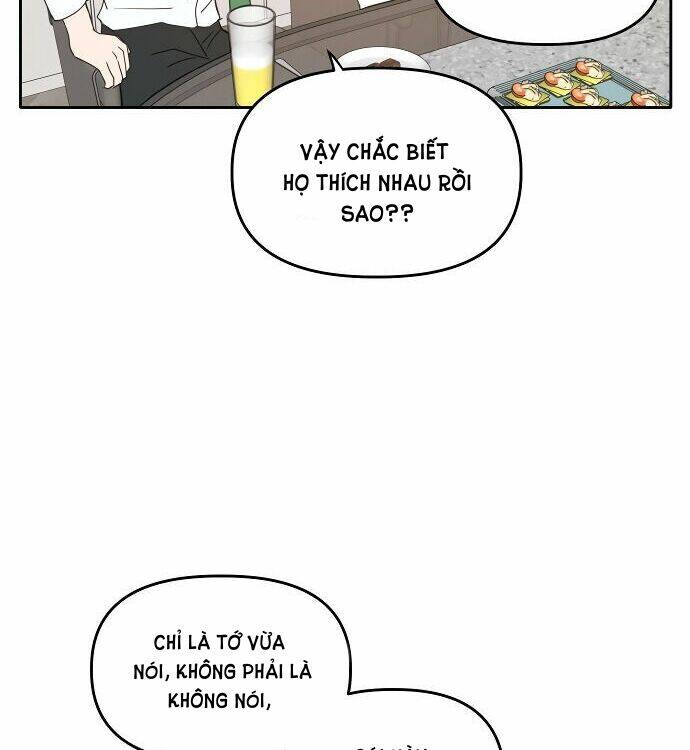 VẬY CHẮC BIẾT
HỌ THÍCH NHAU RỒI
SAO??
CHỈ LÀ TỚ VỪA
NÓI, KHÔNG PHẢI LÀ
KHÔNG NÓI,